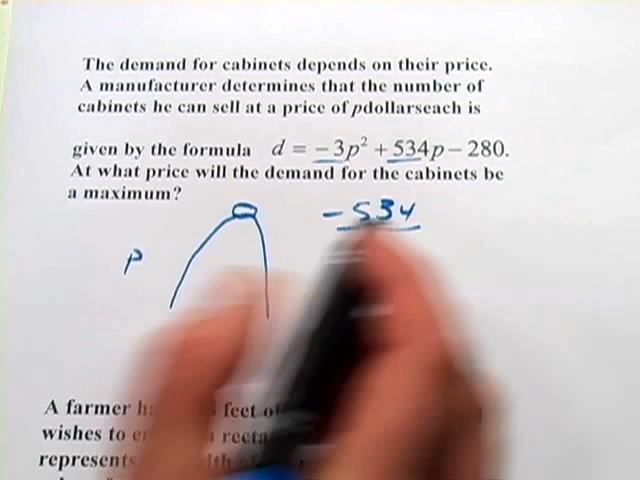 The demand for cabinets depends on their price.
A manufacturer determines that the number of
cabinets he can sell at a price of pdollarseach is
given by the formula d = −3p² + 534p − 280.
At what price will the demand for the cabinets be
a maximum?
− 534
P
A farmer feet of
wishes to
represents